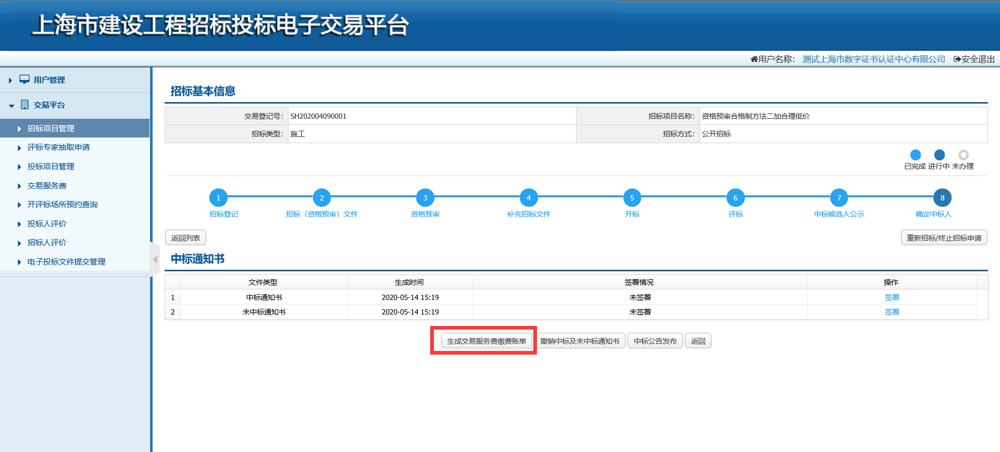 上海市建设工程招标投标电子交易平台
用户名称： 测试上海市数字证书认证中心有限公司 安全退出
用户管理
交易平台
招标项目管理
评标专家抽取申请
投标项目管理
交易服务费
开评标场所预约查询
投标人评价
招标人评价
电子投标文件提交管理
招标基本信息
交易登记号： SH202004090001 招标项目名称： 资格预审合格制方法二加合理低价
招标类型： 施工 招标方式： 公开招标
已完成 进行中 未办理
1 2 3 4 5 6 7 8
招标登记 招标（资格预审）文件 资格预审 补充招标文件 开标 评标 中标候选人公示 确定中标人
返回列表 重新招标/终止招标申请
中标通知书
文件类型 生成时间 签署情况 操作
1 中标通知书 2020-05-14 15:19 未签署 签署
2 未中标通知书 2020-05-14 15:19 未签署 签署
生成交易服务费缴费账单 撤销中标及未中标通知书 中标公告发布 返回